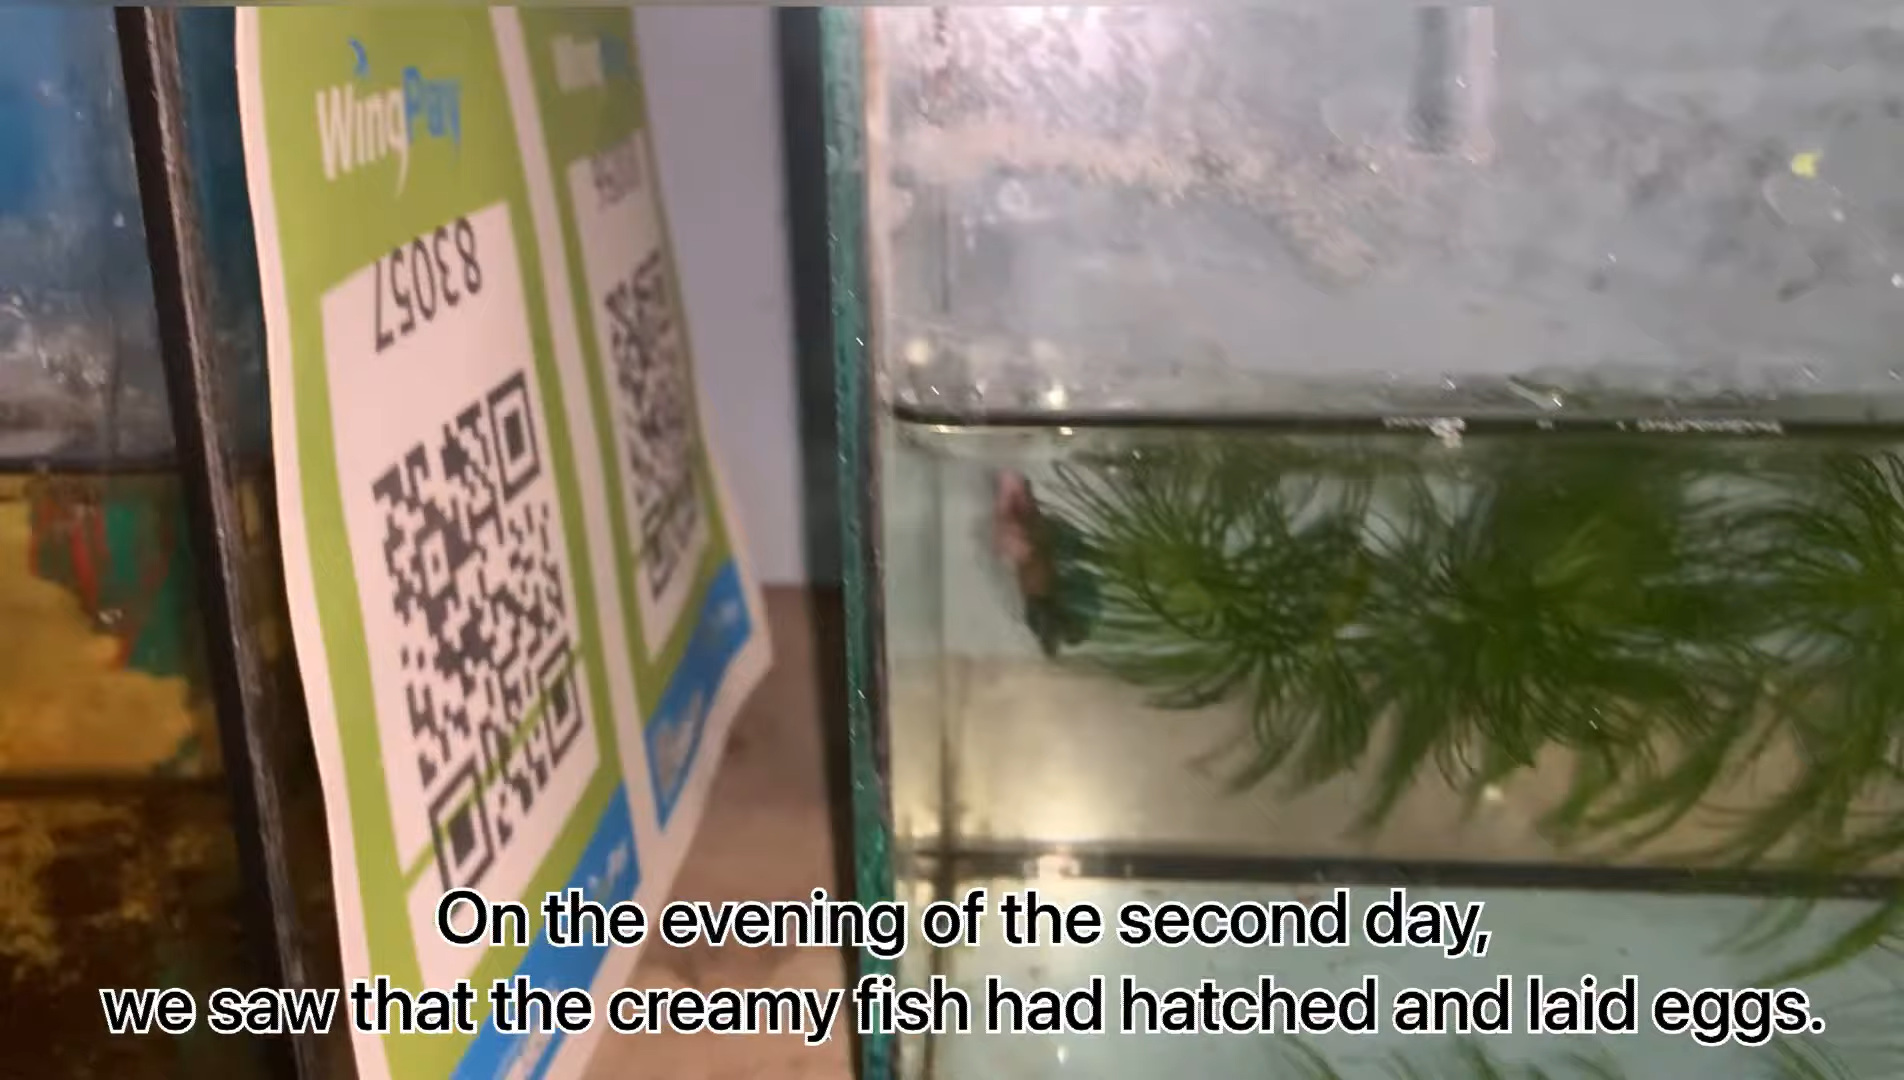 WingPay
83057
On the evening of the second day,
we saw that the creamy fish had hatched and laid eggs.